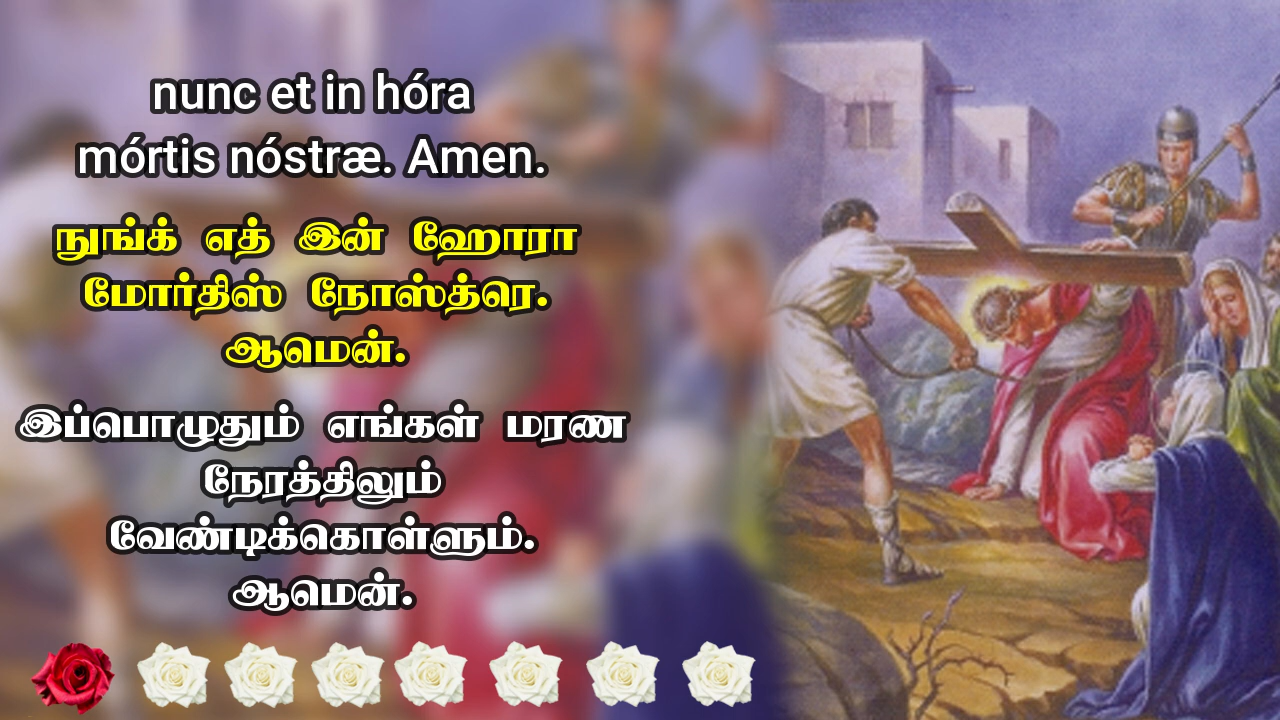 nunc et in hóra
mórtis nóstræ. Amen.
நுங்க் எத் இன் ஹோரா
மோர்திஸ் நோஸ்த்ரெ.
ஆமென்.
இப்பொழுதும் எங்கள் மரண
நேரத்திலும்
வேண்டிக்கொள்ளும்.
ஆமென்.